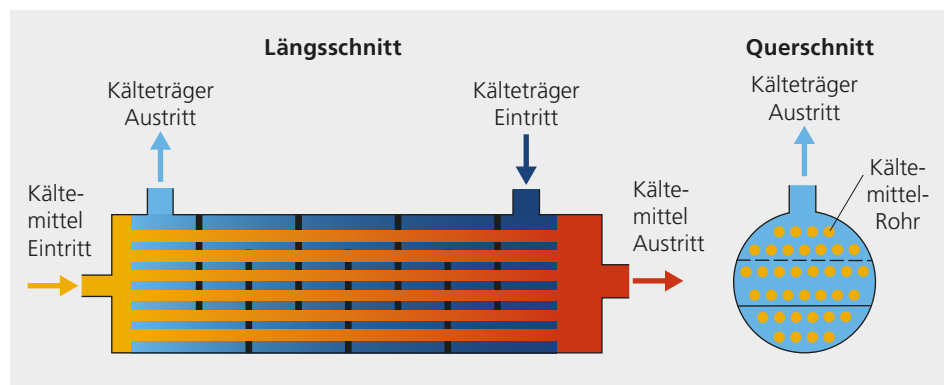 Längsschnitt
Querschnitt
Kälteträger
Austritt
Kälteträger
Eintritt
Kälteträger
Austritt
Kälte-
mittel
Eintritt
Kälte-
mittel
Austritt
Kälte-
mittel-
Rohr